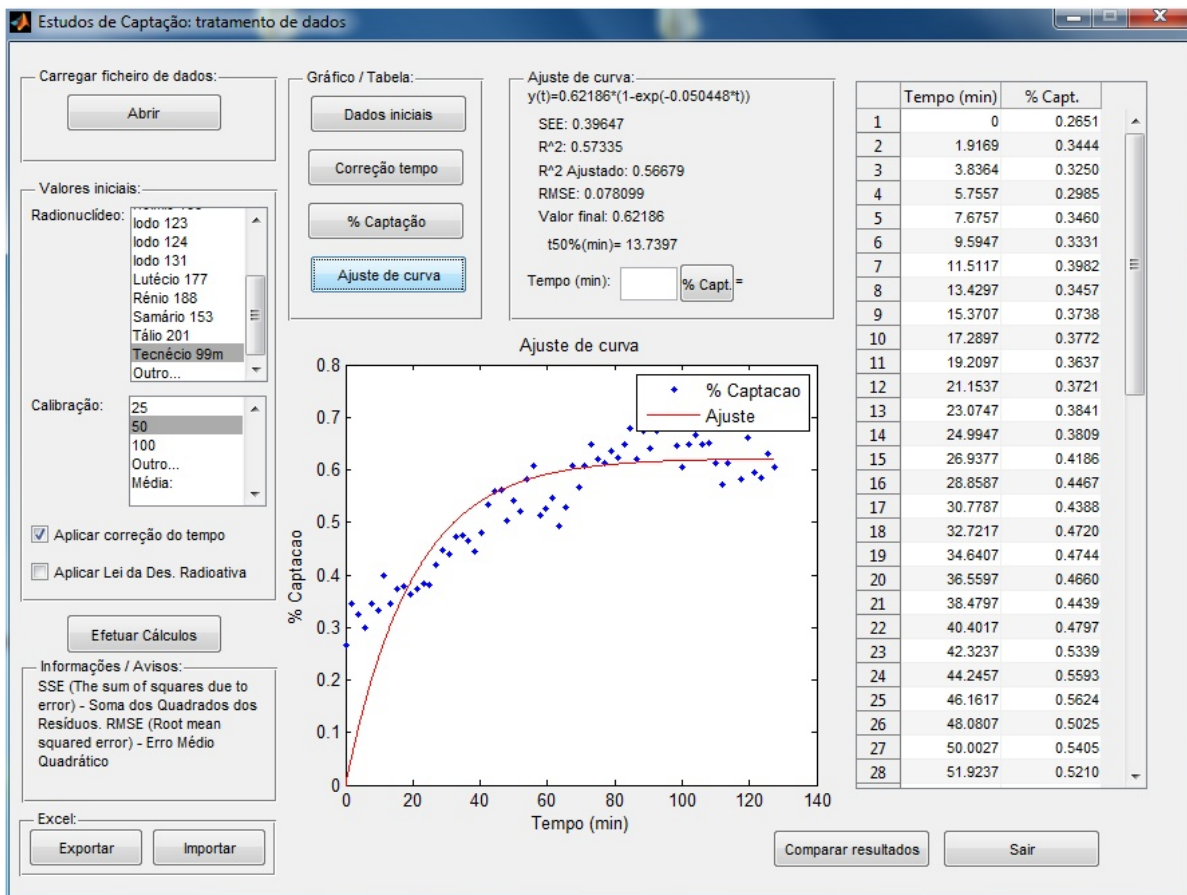 Estudos de Captação: tratamento de dados
Carregar ficheiro de dados:
Abrir
Valores iniciais:
Radionuclídeo:
Iodo 123
Iodo 124
Iodo 131
Lutécio 177
Rénio 188
Samário 153
Tálio 201
Tecnécio 99m
Outro...
Calibração:
25
50
100
Outro...
Média:
Aplicar correção do tempo
Aplicar Lei da Des. Radioativa
Efetuar Cálculos
Informações / Avisos:
SSE (The sum of squares due to
error) - Soma dos Quadrados dos
Resíduos. RMSE (Root mean
squared error) - Erro Médio
Quadrático
Excel:
Exportar
Importar
Gráfico / Tabela:
Dados iniciais
Correção tempo
% Captação
Ajuste de curva
Ajuste de curva:
y(t)=0.62186*(1-exp(-0.050448*t))
SEE: 0.39647
R^2: 0.57335
R^2 Ajustado: 0.56679
RMSE: 0.078099
Valor final: 0.62186
t50%(min)= 13.7397
Tempo (min):
% Capt.
=
Ajuste de curva
% Captacao
Ajuste
% Captacao
0.8
0.7
0.6
0.5
0.4
0.3
0.2
0.1
0
0 20 40 60 80 100 120 140
Tempo (min)
Tempo (min) % Capt.
1 0 0.2651
2 1.9169 0.3444
3 3.8364 0.3250
4 5.7557 0.2985
5 7.6757 0.3460
6 9.5947 0.3331
7 11.5117 0.3982
8 13.4297 0.3457
9 15.3707 0.3738
10 17.2897 0.3772
11 19.2097 0.3637
12 21.1537 0.3721
13 23.0747 0.3841
14 24.9947 0.3809
15 26.9377 0.4186
16 28.8587 0.4467
17 30.7787 0.4388
18 32.7217 0.4720
19 34.6407 0.4744
20 36.5597 0.4660
21 38.4797 0.4439
22 40.4017 0.4797
23 42.3237 0.5339
24 44.2457 0.5593
25 46.1617 0.5624
26 48.0807 0.5025
27 50.0027 0.5405
28 51.9237 0.5210
Comparar resultados
Sair